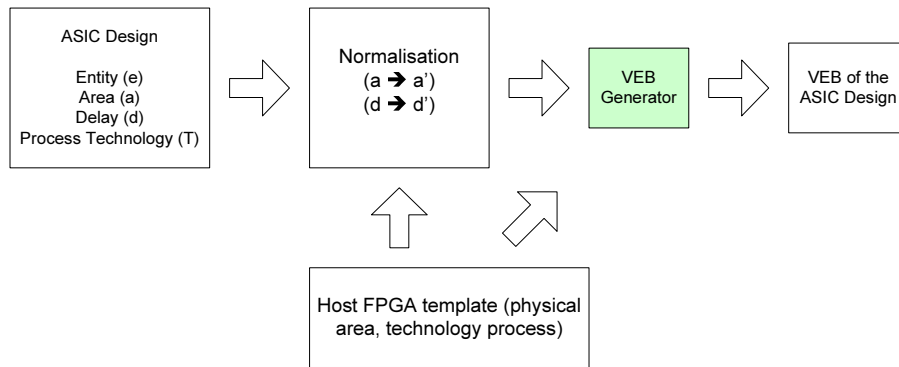 ASIC Design
Entity (e)
Area (a)
Delay (d)
Process Technology (T)
Normalisation
(a ➔ a’)
(d ➔ d’)
VEB
Generator
VEB of the
ASIC Design
Host FPGA template (physical
area, technology process)